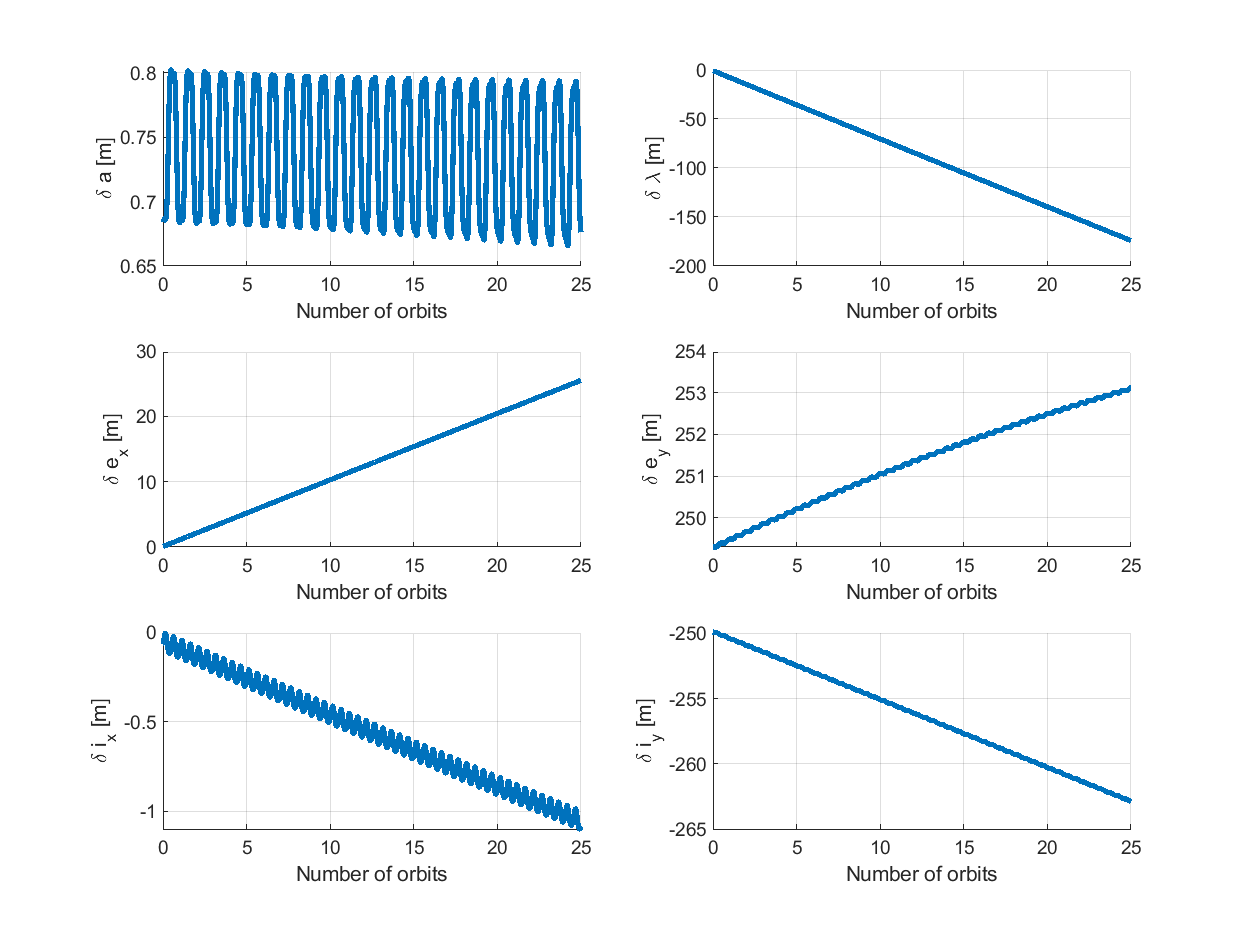 δ a [m]
0.8
0.75
0.7
0.65
0 5 10 15 20 25
Number of orbits
δ λ [m]
0
-50
-100
-150
-200
0 5 10 15 20 25
Number of orbits
δ e_x [m]
30
20
10
0
0 5 10 15 20 25
Number of orbits
δ e_y [m]
254
253
252
251
250
0 5 10 15 20 25
Number of orbits
δ i_x [m]
0
-0.5
-1
0 5 10 15 20 25
Number of orbits
δ i_y [m]
-250
-255
-260
-265
0 5 10 15 20 25
Number of orbits